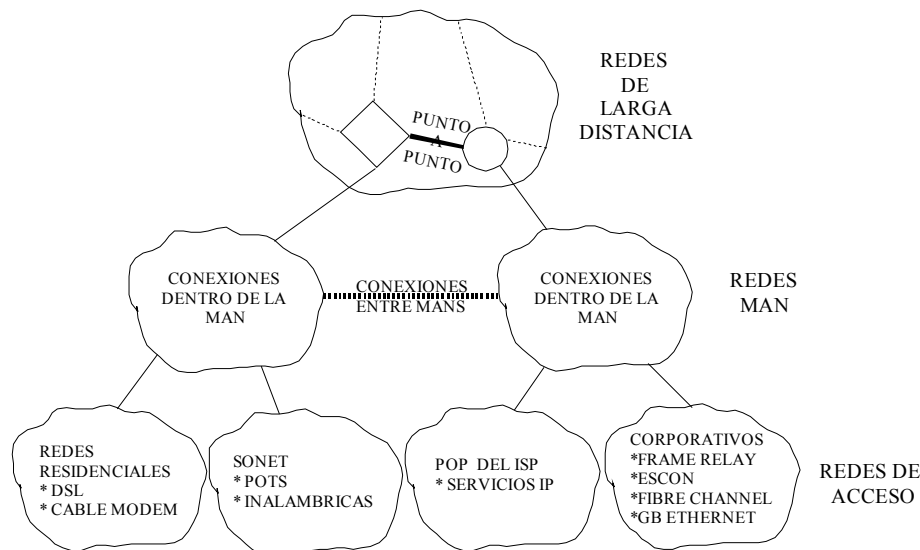 REDES
DE
LARGA
DISTANCIA
PUNTO
A
PUNTO
CONEXIONES
DENTRO DE LA
MAN
CONEXIONES
ENTRE MANS
CONEXIONES
DENTRO DE LA
MAN
REDES
MAN
REDES
RESIDENCIALES
* DSL
* CABLE MODEM
SONET
* POTS
* INALAMBRICAS
POP DEL ISP
* SERVICIOS IP
CORPORATIVOS
*FRAME RELAY
*ESCON
*FIBRE CHANNEL
*GB ETHERNET
REDES DE
ACCESO